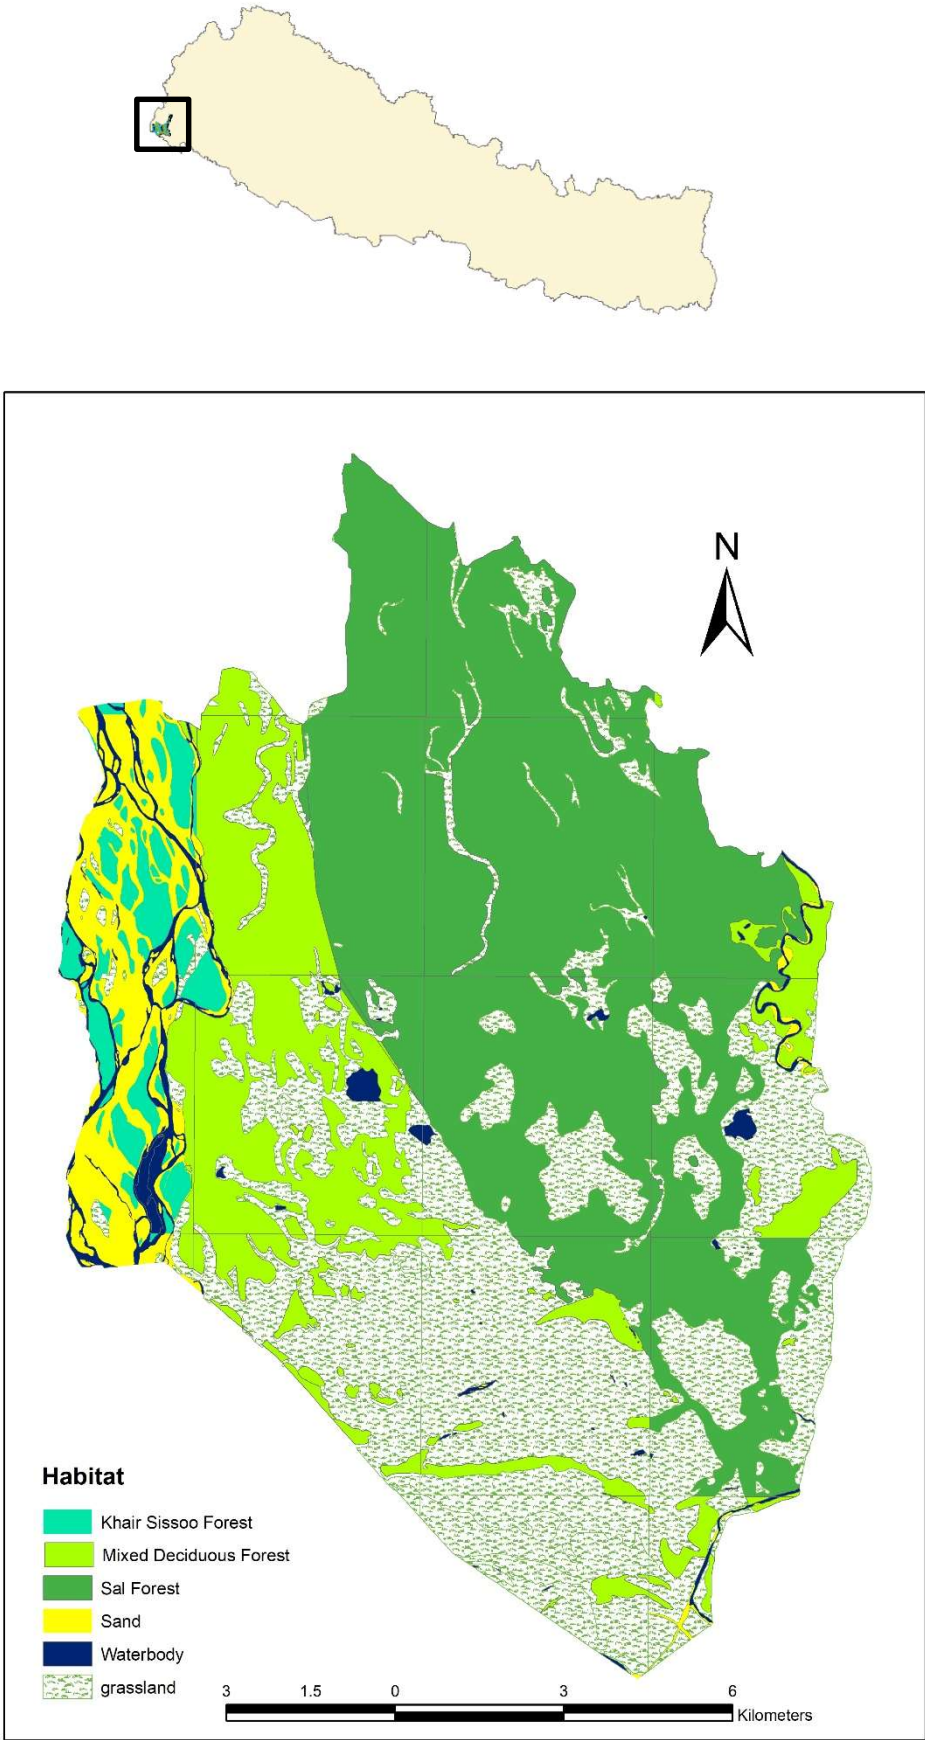 N
Habitat
Khair Sissoo Forest
Mixed Deciduous Forest
Sal Forest
Sand
Waterbody
grassland
3 1.5 0 3 6
Kilometers